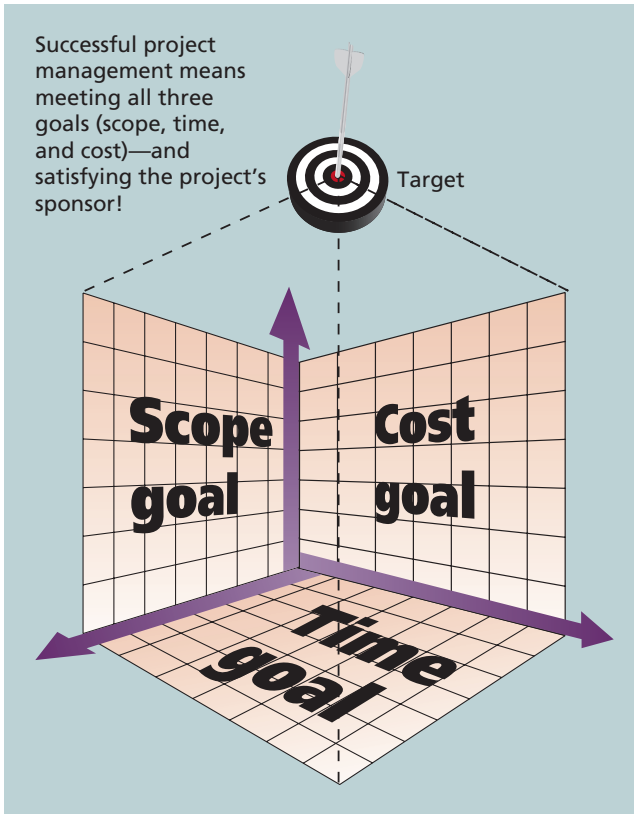 Successful project
management means
meeting all three
goals (scope, time,
and cost)—and
satisfying the project’s
sponsor!
Target
Scope
goal
Cost
goal
Time
goal